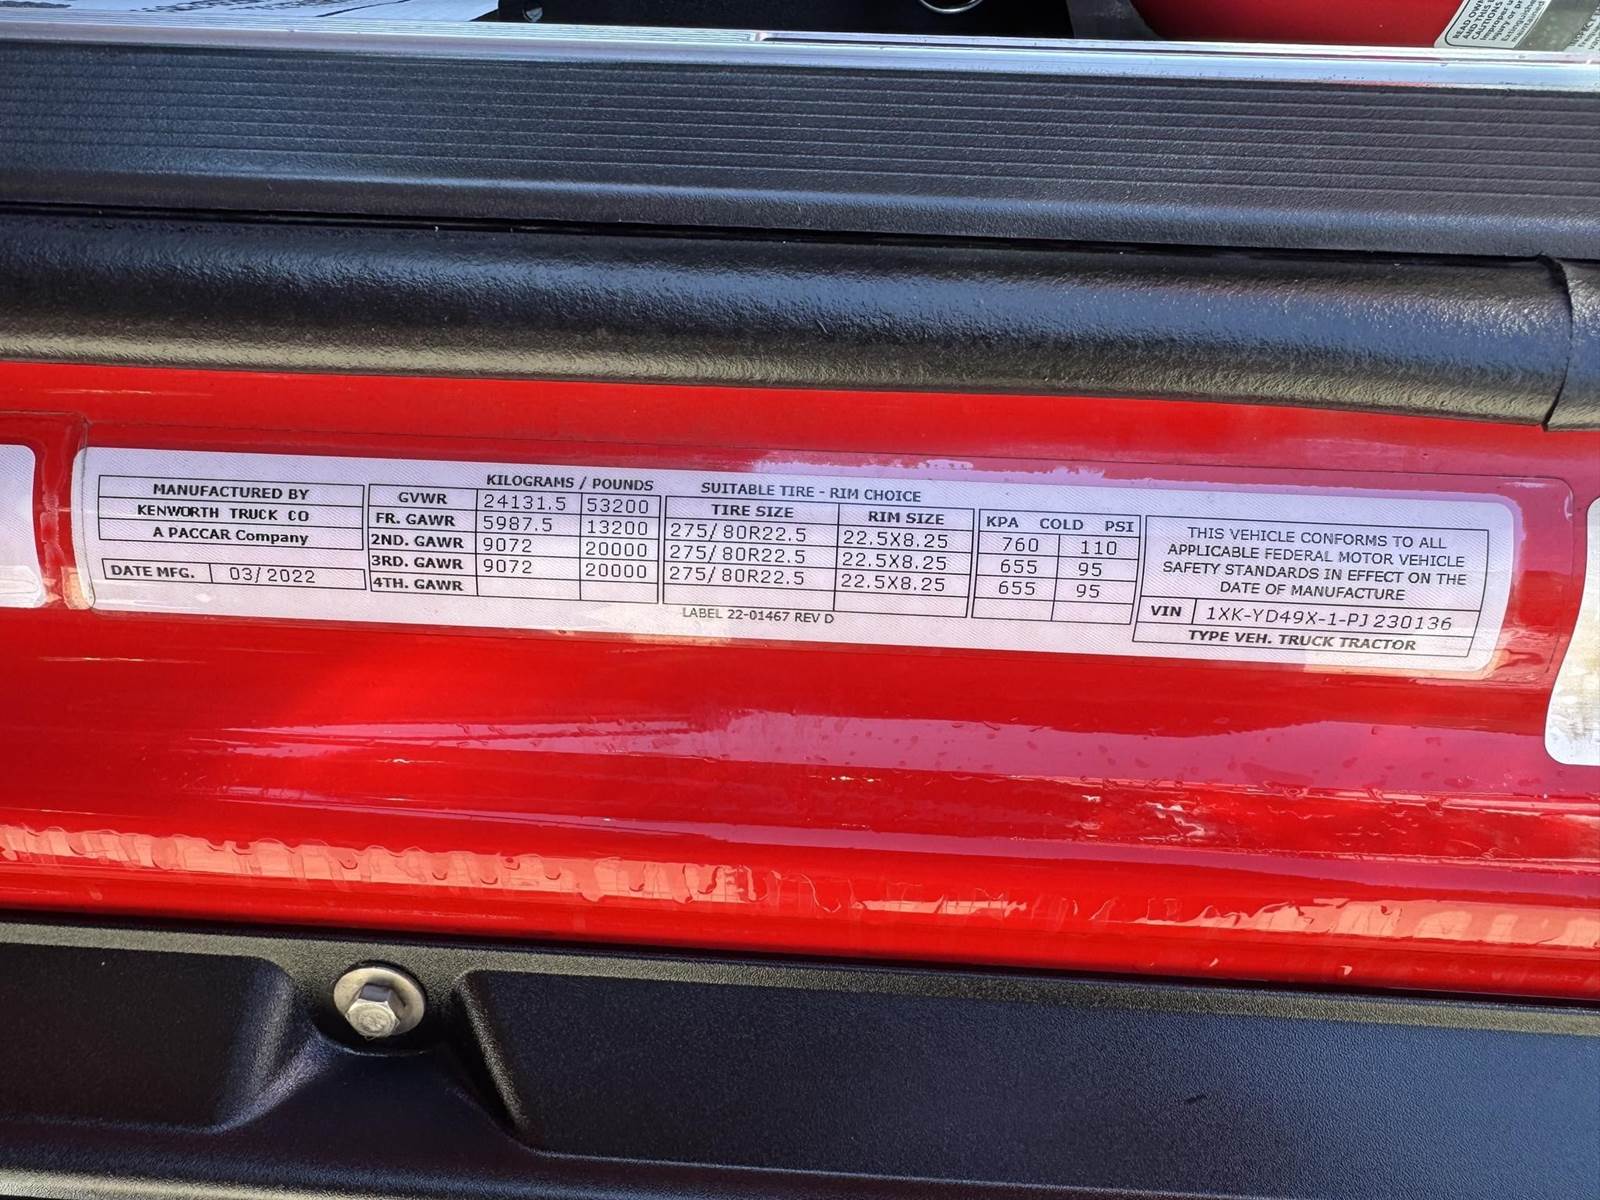 READ OWN
AND THIS L
CAUTIONS
MANUFACTURED BY
KENWORTH TRUCK CO
A PACCAR Company
DATE MFG. 03/2022
KILOGRAMS / POUNDS
GVWR 24131.5 53200
FR. GAWR 5987.5 13200
2ND. GAWR 9072 20000
3RD. GAWR 9072 20000
4TH. GAWR
SUITABLE TIRE - RIM CHOICE
TIRE SIZE RIM SIZE
275/80R22.5 22.5X8.25
275/80R22.5 22.5X8.25
275/80R22.5 22.5X8.25
KPA COLD PSI
760 110
655 95
655 95
LABEL 22-01467 REV D
THIS VEHICLE CONFORMS TO ALL
APPLICABLE FEDERAL MOTOR VEHICLE
SAFETY STANDARDS IN EFFECT ON THE
DATE OF MANUFACTURE
VIN 1XK-YD49X-1-PJ230136
TYPE VEH. TRUCK TRACTOR